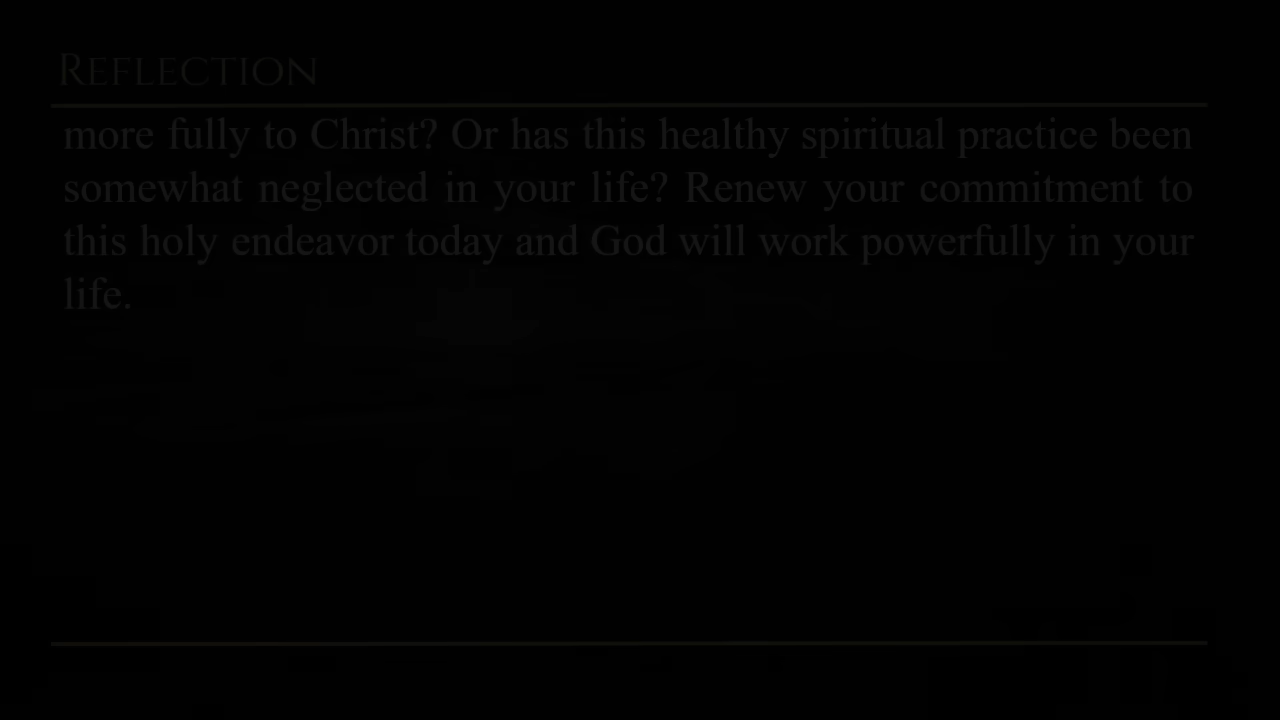 REFLECTION
more fully to Christ? Or has this healthy spiritual practice been
somewhat neglected in your life? Renew your commitment to
this holy endeavor today and God will work powerfully in your
life.